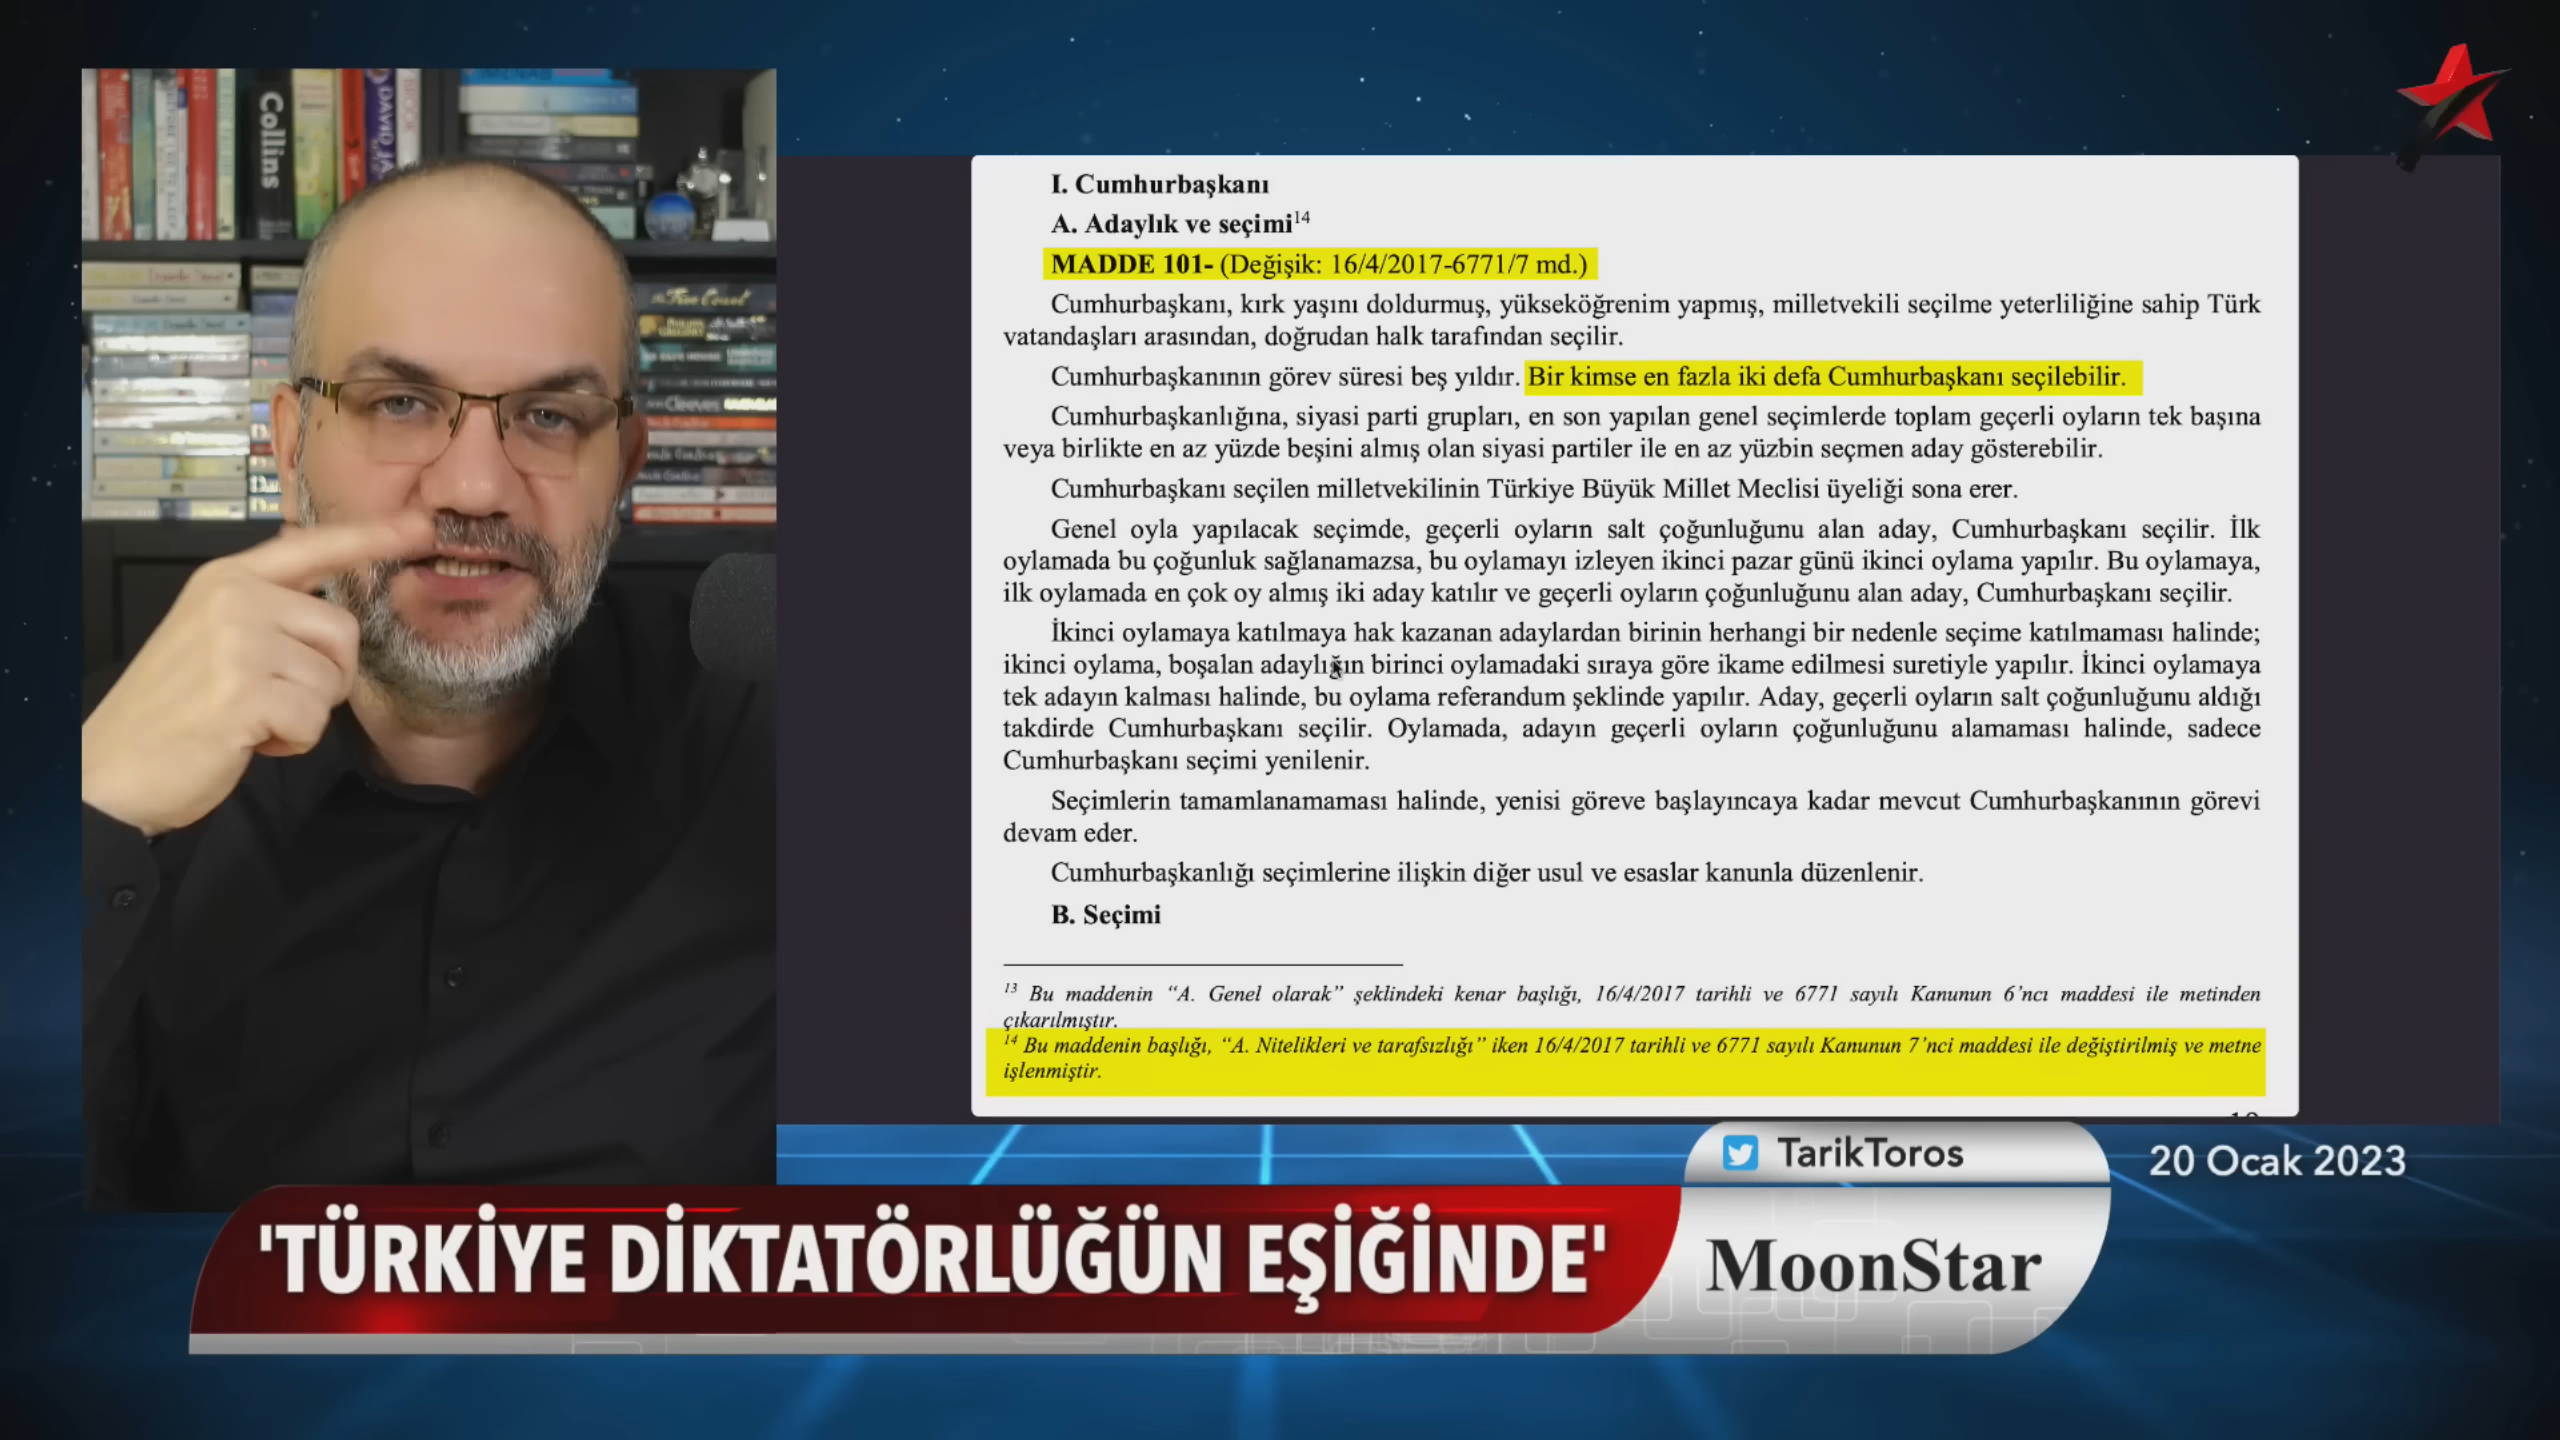 Collins
I. Cumhurbaşkanı
A. Adaylık ve seçimi14
MADDE 101- (Değişik: 16/4/2017-6771/7 md.)
Cumhurbaşkanı, kırk yaşını doldurmuş, yükseköğrenim yapmış, milletvekili seçilme yeterliliğine sahip Türk
vatandaşları arasından, doğrudan halk tarafından seçilir.
Cumhurbaşkanının görev süresi beş yıldır. Bir kimse en fazla iki defa Cumhurbaşkanı seçilebilir.
Cumhurbaşkanlığına, siyasi parti grupları, en son yapılan genel seçimlerde toplam geçerli oyların tek başına
veya birlikte en az yüzde beşini almış olan siyasi partiler ile en az yüzbin seçmen aday gösterebilir.
Cumhurbaşkanı seçilen milletvekilinin Türkiye Büyük Millet Meclisi üyeliği sona erer.
Genel oyla yapılacak seçimde, geçerli oyların salt çoğunluğunu alan aday, Cumhurbaşkanı seçilir. İlk
oylamada bu çoğunluk sağlanamazsa, bu oylamayı izleyen ikinci pazar günü ikinci oylama yapılır. Bu oylamaya,
ilk oylamada en çok oy almış iki aday katılır ve geçerli oyların çoğunluğunu alan aday, Cumhurbaşkanı seçilir.
İkinci oylamaya katılmaya hak kazanan adaylardan birinin herhangi bir nedenle seçime katılmaması halinde;
ikinci oylama, boşalan adaylığın birinci oylamadaki sıraya göre ikame edilmesi suretiyle yapılır. İkinci oylamaya
tek adayın kalması halinde, bu oylama referandum şeklinde yapılır. Aday, geçerli oyların salt çoğunluğunu aldığı
takdirde Cumhurbaşkanı seçilir. Oylamada, adayın geçerli oyların çoğunluğunu alamaması halinde, sadece
Cumhurbaşkanı seçimi yenilenir.
Seçimlerin tamamlanamaması halinde, yenisi göreve başlayıncaya kadar mevcut Cumhurbaşkanının görevi
devam eder.
Cumhurbaşkanlığı seçimlerine ilişkin diğer usul ve esaslar kanunla düzenlenir.
B. Seçimi
13 Bu maddenin “A. Genel olarak” şeklindeki kenar başlığı, 16/4/2017 tarihli ve 6771 sayılı Kanunun 6’ncı maddesi ile metinden
çıkarılmıştır.
14 Bu maddenin başlığı, “A. Nitelikleri ve tarafsızlığı” iken 16/4/2017 tarihli ve 6771 sayılı Kanunun 7’nci maddesi ile değiştirilmiş ve metne
işlenmiştir.
TarikToros
20 Ocak 2023
'TÜRKİYE DİKTATÖRLÜĞÜN EŞİĞİNDE'
MoonStar